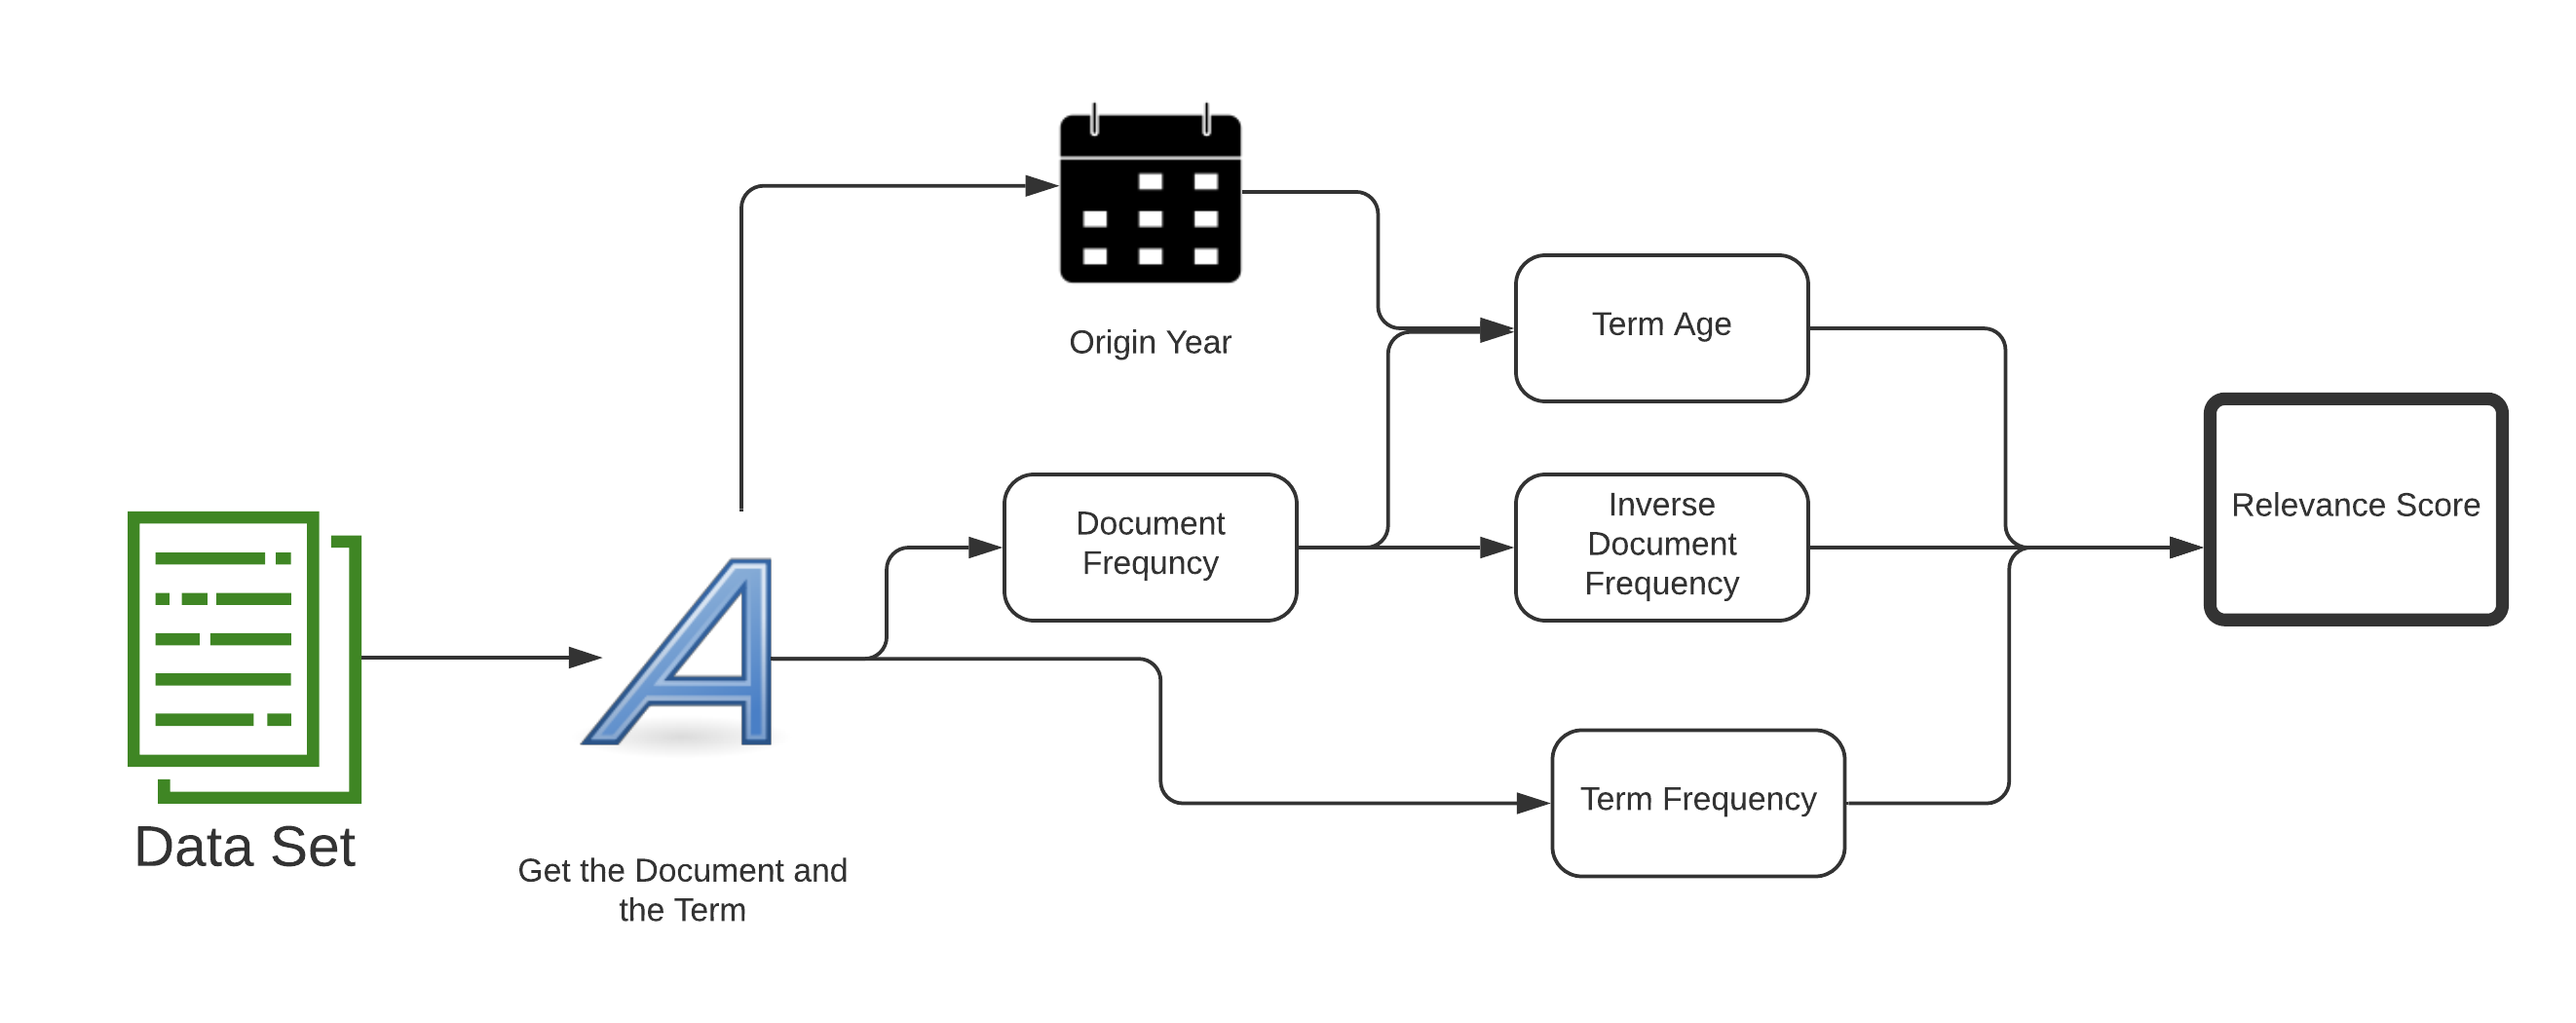 Origin Year
Term Age
Document
Frequncy
Inverse
Document
Frequency
Relevance Score
Term Frequency
Data Set
Get the Document and
the Term